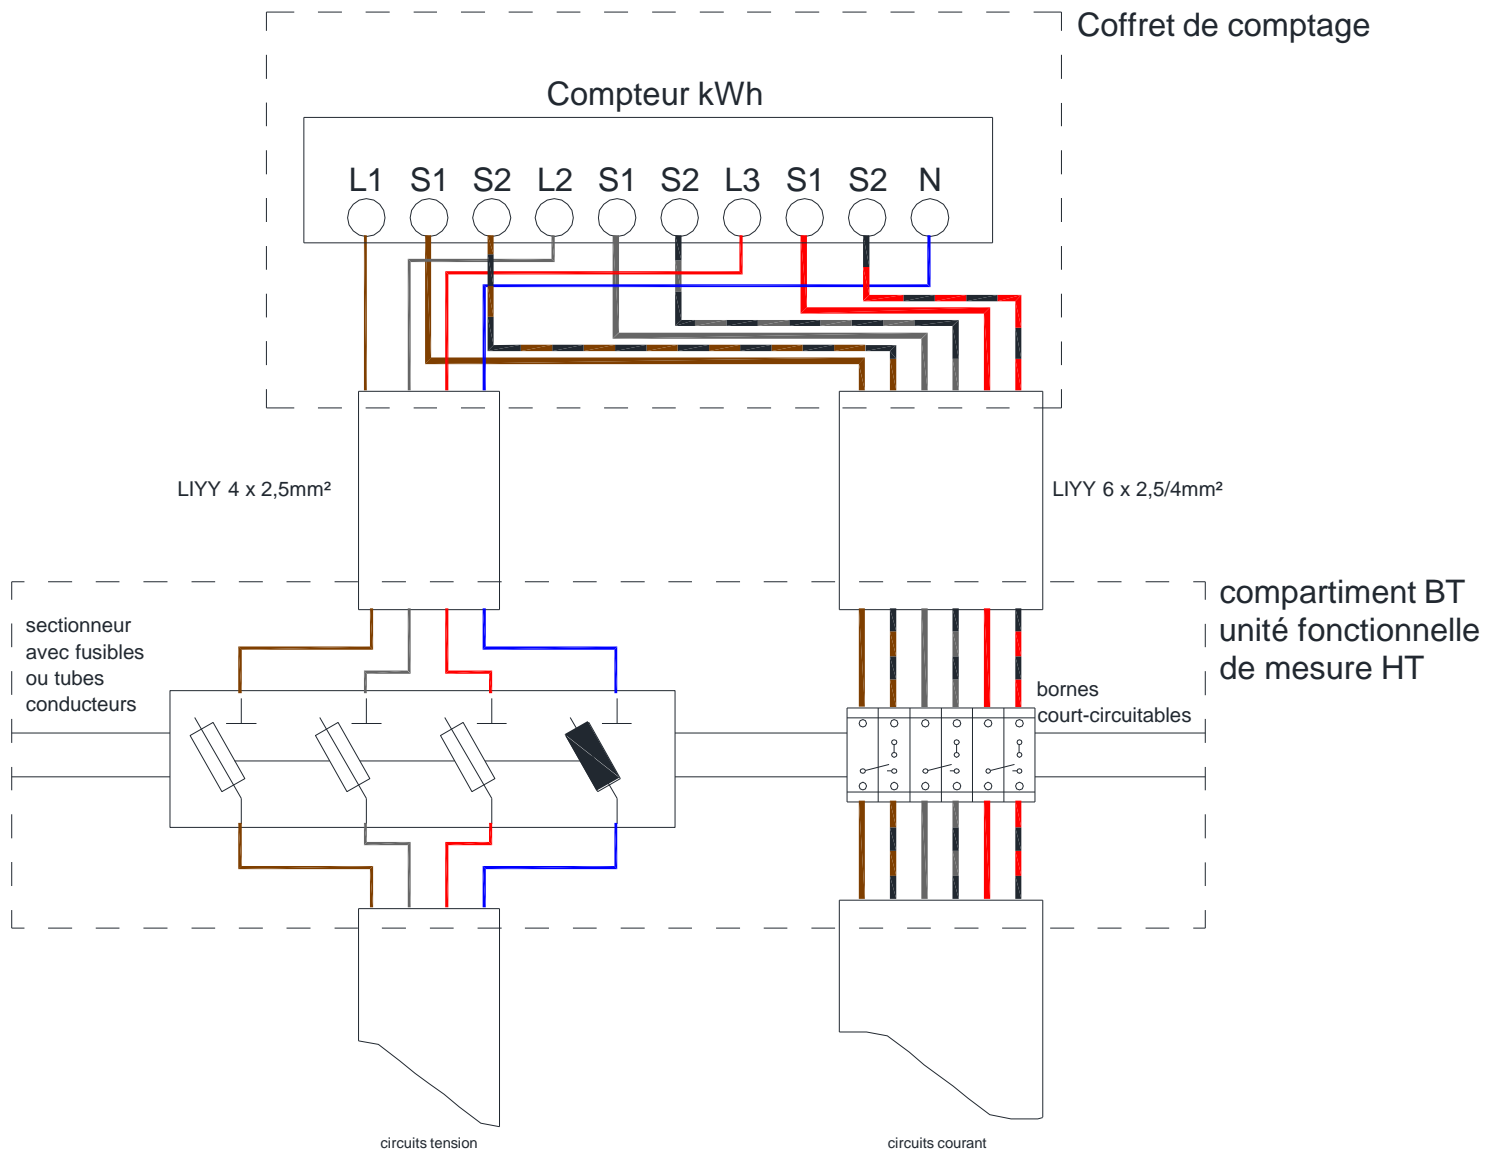 Coffret de comptage
Compteur kWh
L1 S1 S2 L2 S1 S2 L3 S1 S2 N
LIYY 4 x 2,5mm²
LIYY 6 x 2,5/4mm²
compartiment BT
unité fonctionnelle
de mesure HT
sectionneur
avec fusibles
ou tubes
conducteurs
bornes
court-circuitables
circuits tension
circuits courant